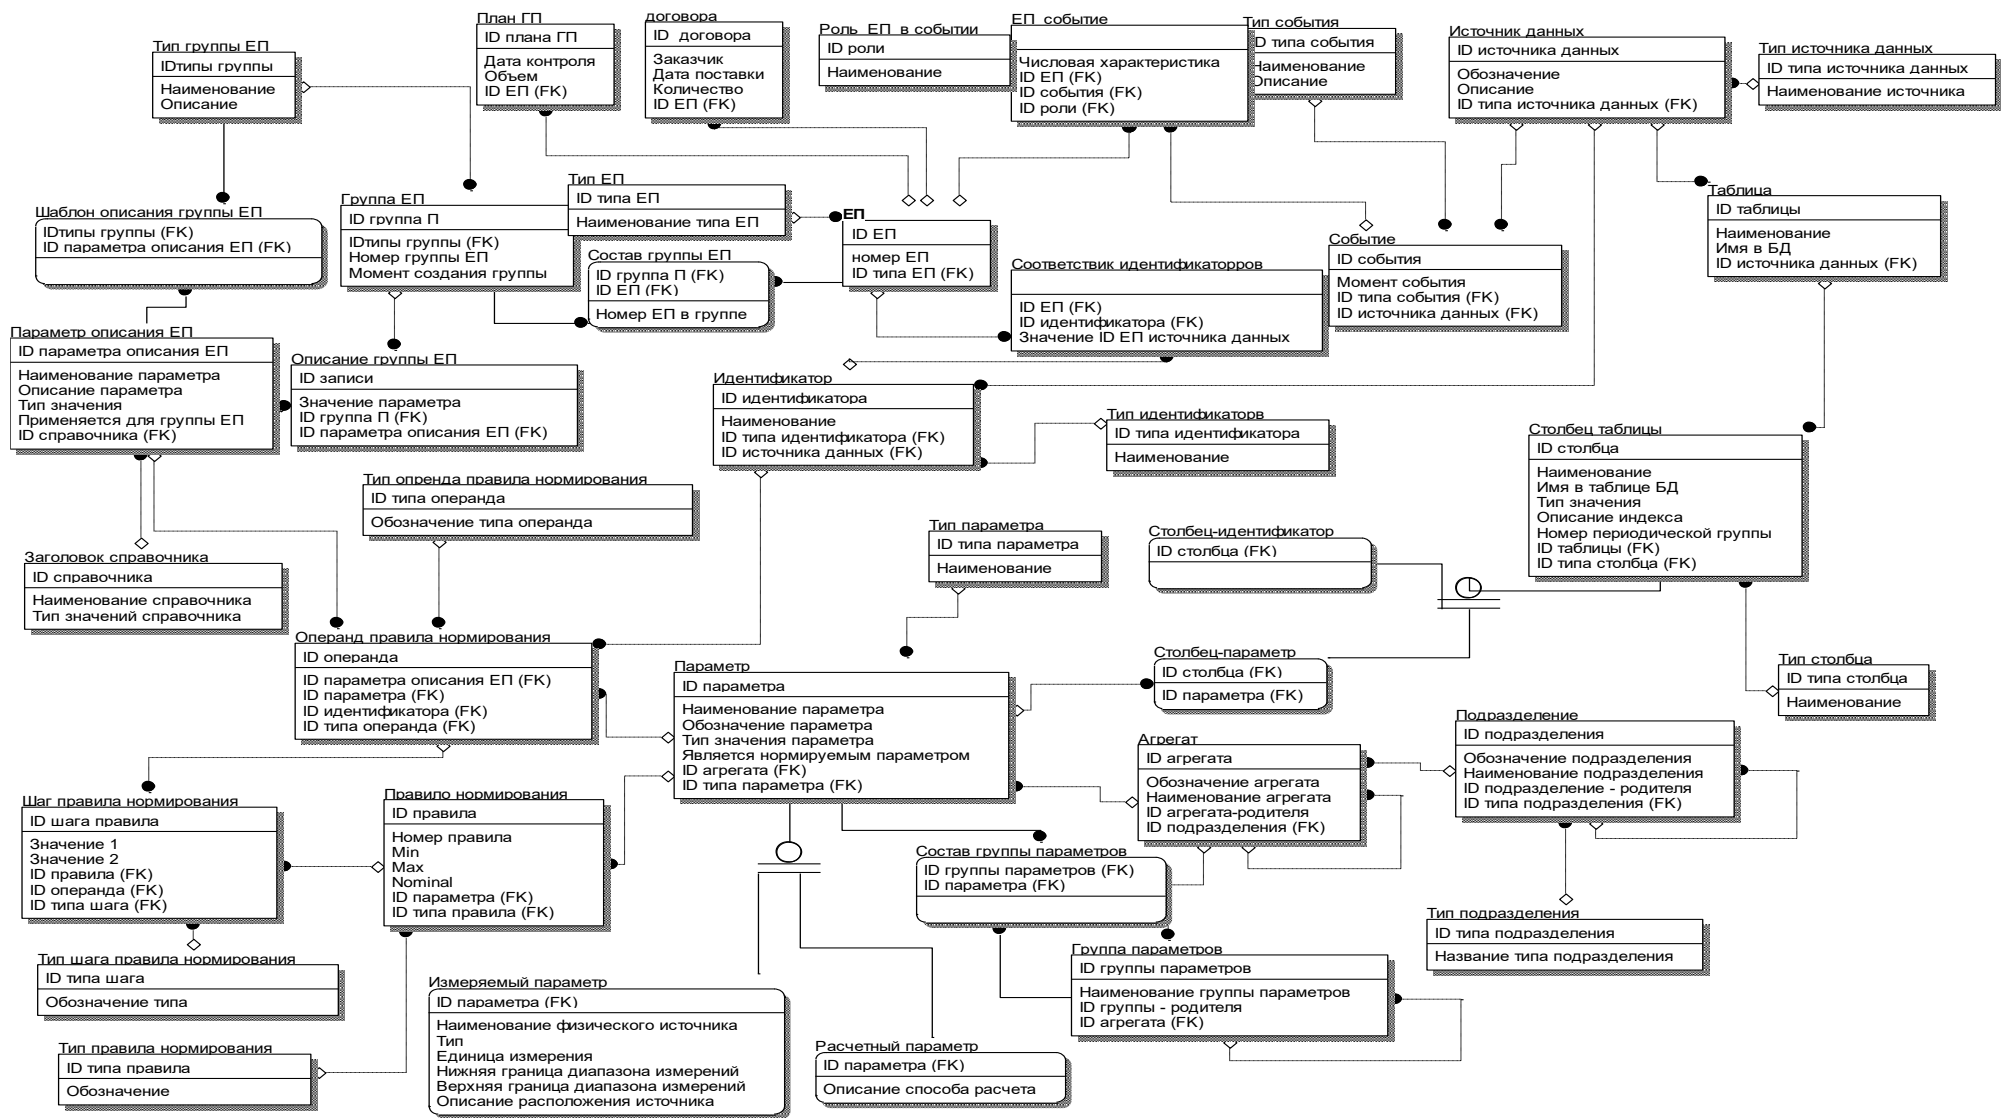 План ГП
ID плана ГП
Дата контроля
Объем
ID ЕП (FK)
договора
ID договора
Заказчик
Дата поставки
Количество
ID ЕП (FK)
Роль ЕП в событии
ID роли
Наименование
ЕП событие
Числовая характеристика
ID ЕП (FK)
ID события (FK)
ID роли (FK)
Тип события
D типа события
Наименование
Описание
Источник данных
ID источника данных
Обозначение
Описание
ID типа источника данных (FK)
Тип источника данных
ID типа источника данных
Наименование источника
Тип группы ЕП
IDтипы группы
Наименование
Описание
Шаблон описания группы ЕП
IDтипы группы (FK)
ID параметра описания ЕП (FK)
Группа ЕП
ID группа П
IDтипы группы (FK)
Номер группы ЕП
Момент создания группы
Тип ЕП
ID типа ЕП
Наименование типа ЕП
ЕП
ID ЕП
номер ЕП
ID типа ЕП (FK)
Состав группы ЕП
ID группа П (FK)
ID ЕП (FK)
Номер ЕП в группе
Соответствик идентификаторров
ID ЕП (FK)
ID идентификатора (FK)
Значение ID ЕП источника данных
Событие
ID события
Момент события
ID типа события (FK)
ID источника данных (FK)
Таблица
ID таблицы
Наименование
Имя в БД
ID источника данных (FK)
Параметр описания ЕП
ID параметра описания ЕП
Наименование параметра
Описание параметра
Тип значения
Применяется для группы ЕП
ID справочника (FK)
Описание группы ЕП
ID записи
Значение параметра
ID группа П (FK)
ID параметра описания ЕП (FK)
Идентификатор
ID идентификатора
Наименование
ID типа идентификатора (FK)
ID источника данных (FK)
Тип идентификаторв
ID типа идентификатора
Наименование
Столбец таблицы
ID столбца
Наименование
Имя в таблице БД
Тип значения
Описание индекса
Номер периодической группы
ID таблицы (FK)
ID типа столбца (FK)
Тип опренда правила нормирования
ID типа операнда
Обозначение типа операнда
Заголовок справочника
ID справочника
Наименование справочника
Тип значений справочника
Тип параметра
ID типа параметра
Наименование
Столбец-идентификатор
ID столбца (FK)
Операнд правила нормирования
ID операнда
ID параметра описания ЕП (FK)
ID параметра (FK)
ID идентификатора (FK)
ID типа операнда (FK)
Параметр
ID параметра
Наименование параметра
Обозначение параметра
Тип значения параметра
Является нормируемым параметром
ID агрегата (FK)
ID типа параметра (FK)
Столбец-параметр
ID столбца (FK)
ID параметра (FK)
Тип столбца
ID типа столбца
Наименование
Агрегат
ID агрегата
Обозначение агрегата
Наименование агрегата
ID агрегата-родителя
ID подразделения (FK)
Подразделение
ID подразделения
Обозначение подразделения
Наименование подразделения
ID подразделение - родителя
ID типа подразделения (FK)
Шаг правила нормирования
ID шага правила
Значение 1
Значение 2
ID правила (FK)
ID операнда (FK)
ID типа шага (FK)
Правило нормирования
ID правила
Номер правила
Min
Max
Nominal
ID параметра (FK)
ID типа правила (FK)
Состав группы параметров
ID группы параметров (FK)
ID параметра (FK)
Тип подразделения
ID типа подразделения
Название типа подразделения
Тип шага правила нормирования
ID типа шага
Обозначение типа
Группа параметров
ID группы параметров
Наименование группы параметров
ID группы - родителя
ID агрегата (FK)
Измеряемый параметр
ID параметра (FK)
Наименование физического источника
Тип
Единица измерения
Нижняя граница диапазона измерений
Верхняя граница диапазона измерений
Описание расположения источника
Тип правила нормирования
ID типа правила
Обозначение
Расчетный параметр
ID параметра (FK)
Описание способа расчета